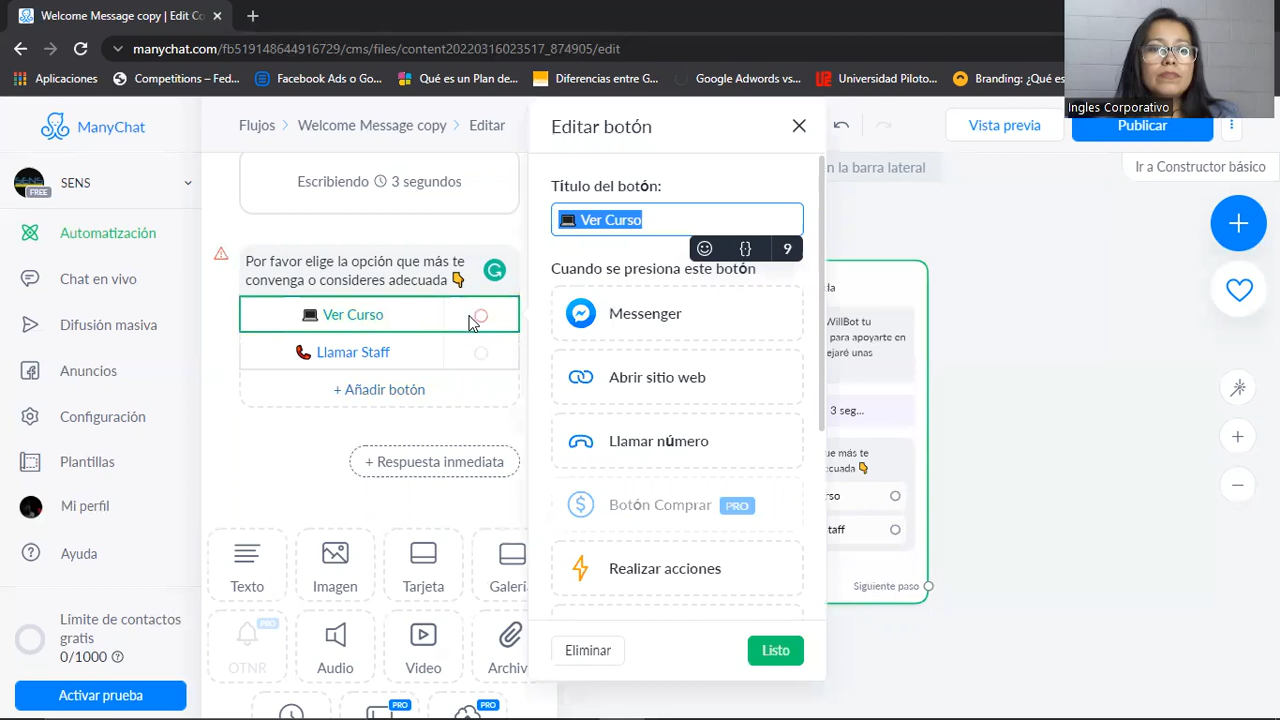 Welcome Message copy | Edit Co
manychat.com/fb519148644916729/cms/files/content20220316023517_874905/edit
Aplicaciones
Competitions – Fed...
Facebook Ads o Go...
Qué es un Plan de...
Diferencias entre G...
Google Adwords vs...
Universidad Piloto...
Branding: ¿Qué es
Ingles Corporativo
ManyChat
Flujos
Welcome Message copy
Editar
Editar botón
Vista previa
Publicar
en la barra lateral
Ir a Constructor básico
SENS
FREE
Automatización
Chat en vivo
Difusión masiva
Anuncios
Configuración
Plantillas
Mi perfil
Ayuda
Límite de contactos
gratis
0/1000
Activar prueba
Escribiendo 3 segundos
Por favor elige la opción que más te
convenga o consideres adecuada 👇
💻 Ver Curso
📞 Llamar Staff
+ Añadir botón
+ Respuesta inmediata
Texto
Imagen
Tarjeta
Galería
PRO
OTNR
Audio
Video
Archiv
PRO
PRO
Título del botón:
💻 Ver Curso
9
Cuando se presiona este botón
Messenger
Abrir sitio web
Llamar número
Botón Comprar PRO
Realizar acciones
Eliminar
Listo
WillBot tu
para apoyarte en
ejaré unas
3 seg...
ue más te
ecuada 👇
rso
taff
Siguiente paso